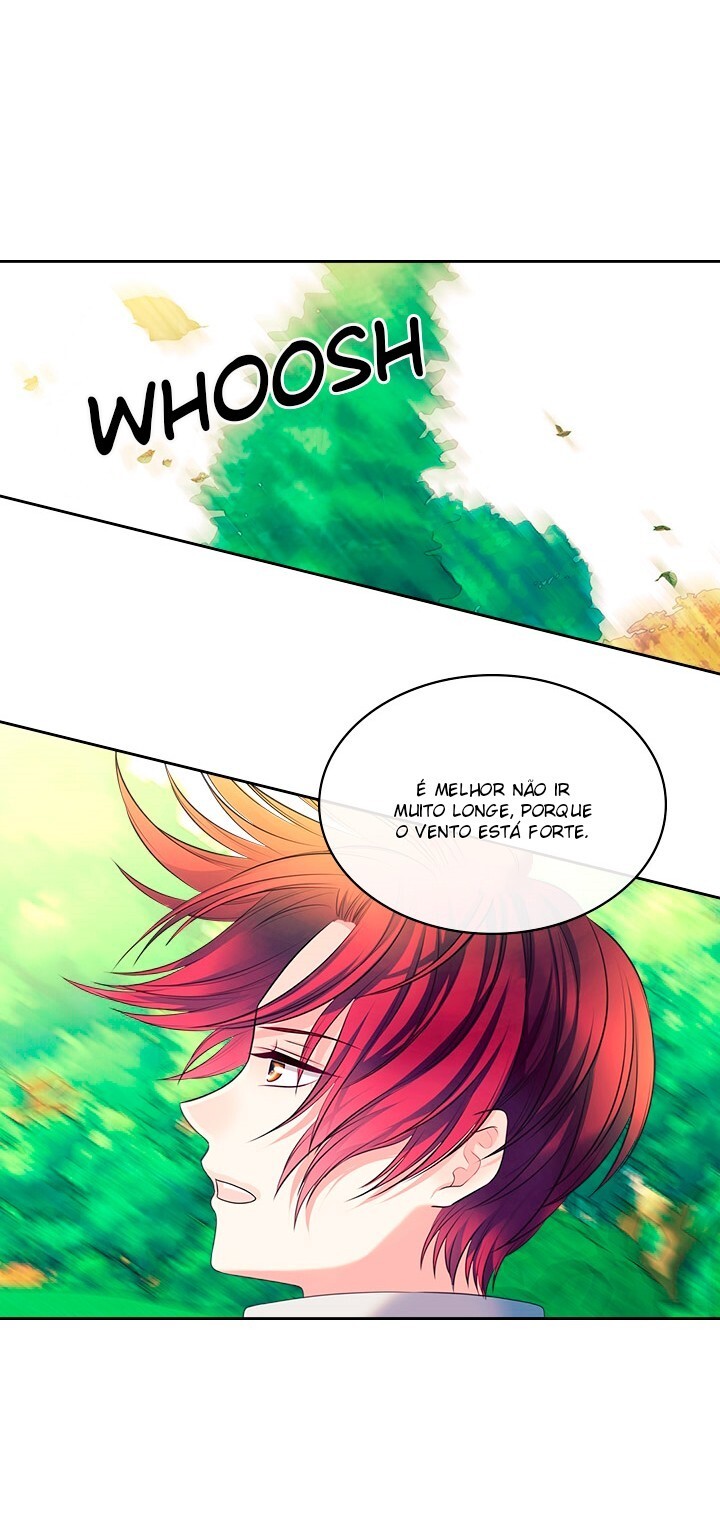 WHOOSH
É MELHOR NÃO IR
MUITO LONGE, PORQUE
O VENTO ESTÁ FORTE.